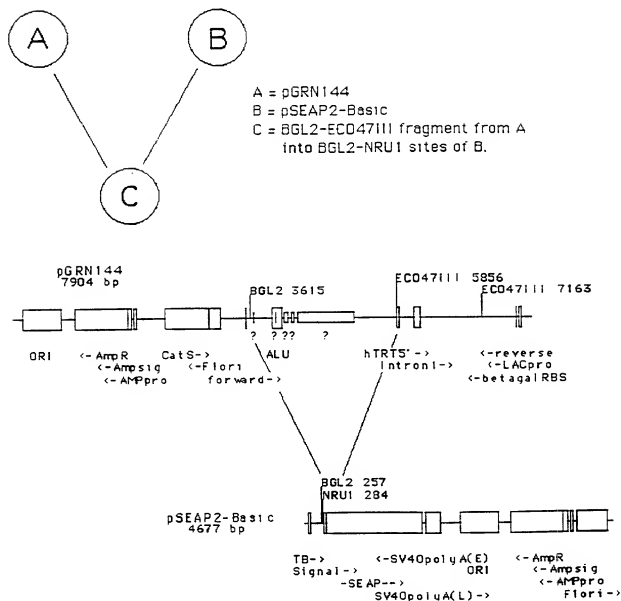 A
B
A = pGRN144
B = pSEAP2-Basic
C = BGL2-ECO47III fragment from A
into BGL2-NRU1 sites of B.
C
pGRN144
7904 bp
BGL2 3615
ECO47III 5856
ECO47III 7163
? ? ?? ?
ORI <-AmpR CatS-> ALU hTRT5'-> <-reverse
<-Ampsig <-Flori Intron1-> <-LACpro
<-AMPpro forward-> <-betagalRBS
BGL2 257
NRU1 284
pSEAP2-Basic
4677 bp
TB-> <-SV40polyA(E) <-AmpR
Signal-> ORI <-Ampsig
-SEAP--> <-AMPpro
SV40polyA(L)-> Flori->